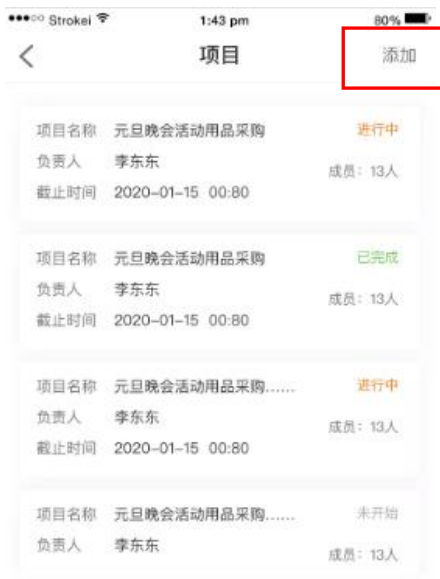 Strokei 1:43 pm 80%
项目 添加
项目名称 元旦晚会活动用品采购 进行中
负责人 李东东
成员：13人
截止时间 2020-01-15 00:80
项目名称 元旦晚会活动用品采购 已完成
负责人 李东东
成员：13人
截止时间 2020-01-15 00:80
项目名称 元旦晚会活动用品采购...... 进行中
负责人 李东东
成员：13人
截止时间 2020-01-15 00:80
项目名称 元旦晚会活动用品采购...... 未开始
负责人 李东东
成员：13人